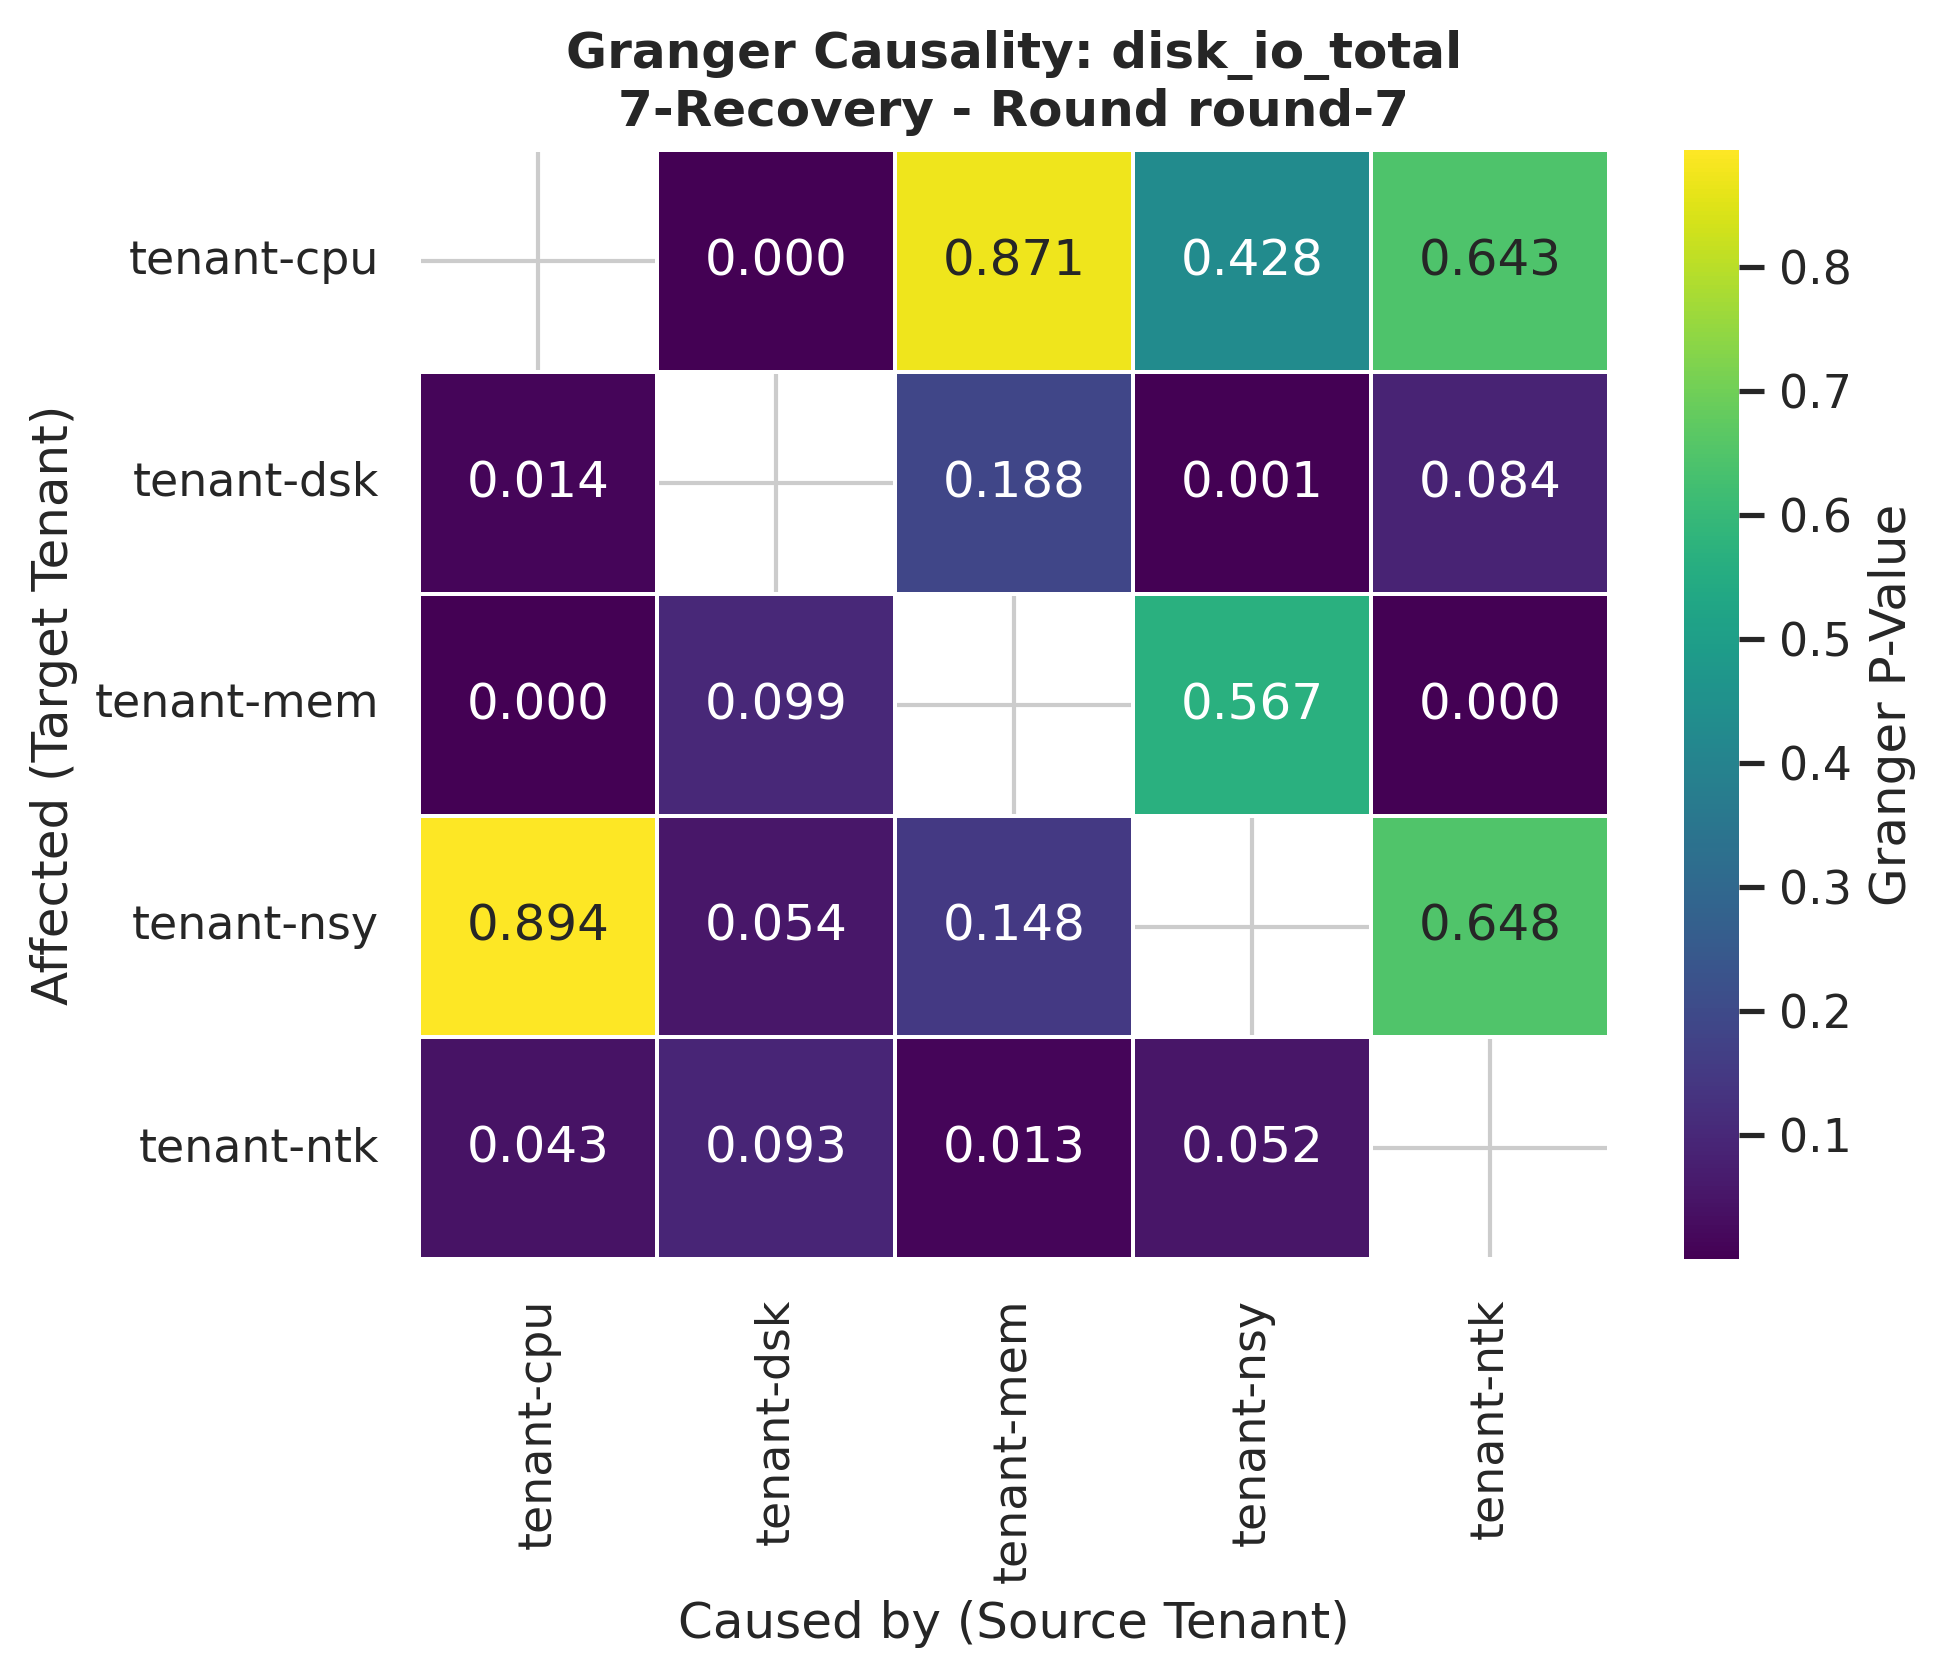 Granger Causality: disk_io_total
7-Recovery - Round round-7
tenant-cpu
0.000 0.871 0.428 0.643
tenant-dsk
0.014 0.188 0.001 0.084
tenant-mem
0.000 0.099 0.567 0.000
tenant-nsy
0.894 0.054 0.148 0.648
tenant-ntk
0.043 0.093 0.013 0.052
Affected (Target Tenant)
tenant-cpu
tenant-dsk
tenant-mem
tenant-nsy
tenant-ntk
Caused by (Source Tenant)
0.8
0.7
0.6
0.5
0.4
0.3
0.2
0.1
Granger P-Value